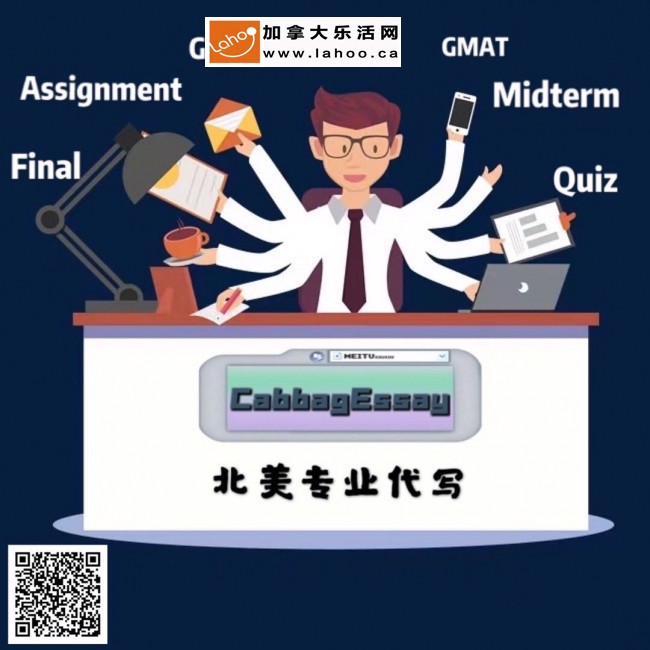 Lahoo
加拿大乐活网
www.lahoo.ca
G
GMAT
Assignment
Midterm
Final
Quiz
MEITU
CabbagEssay
北美专业代写